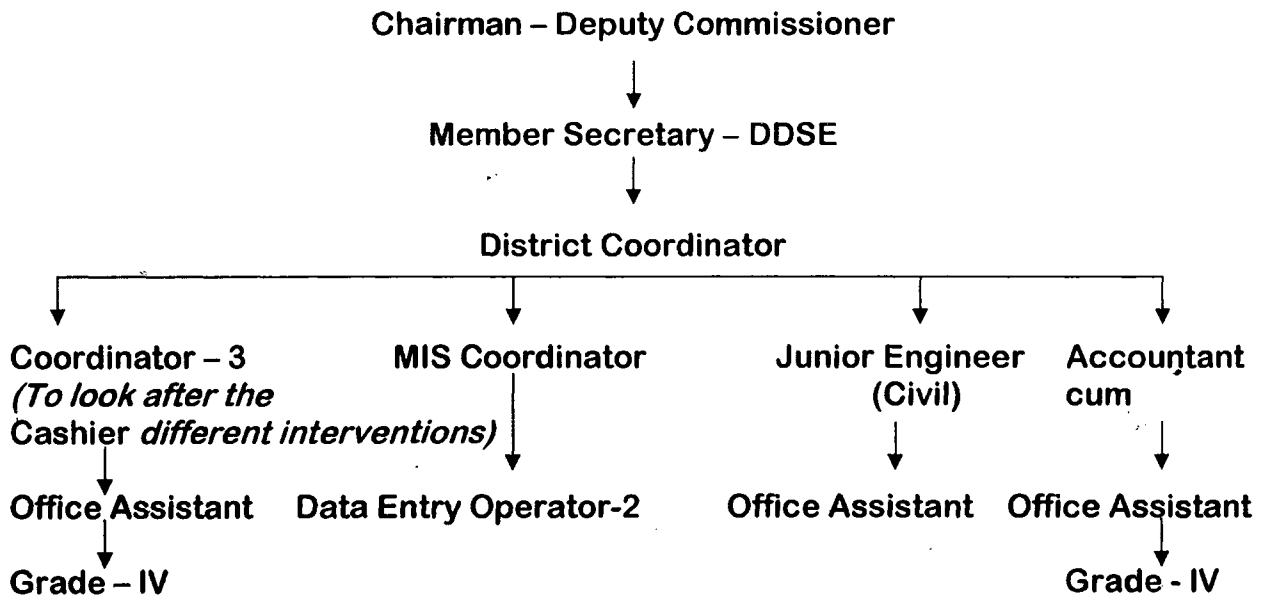 Chairman – Deputy Commissioner
Member Secretary – DDSE
District Coordinator
Coordinator – 3 MIS Coordinator Junior Engineer Accountant
(To look after the (Civil) cum
Cashier different interventions)
Office Assistant Data Entry Operator-2 Office Assistant Office Assistant
Grade – IV Grade - IV